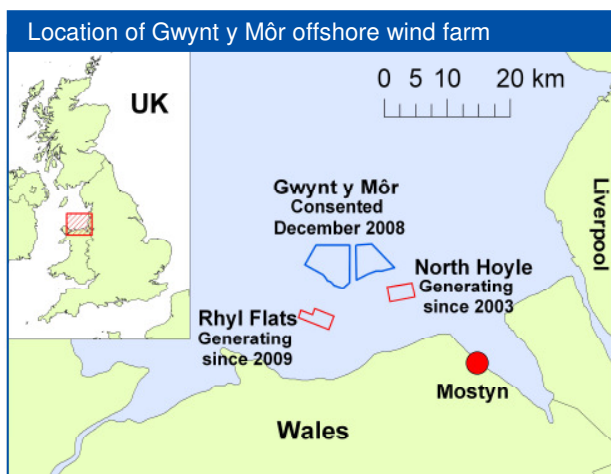 Location of Gwynt y Môr offshore wind farm
UK
0 5 10 20 km
Gwynt y Môr
Consented
December 2008
Liverpool
North Hoyle
Generating
since 2003
Rhyl Flats
Generating
since 2009
Mostyn
Wales